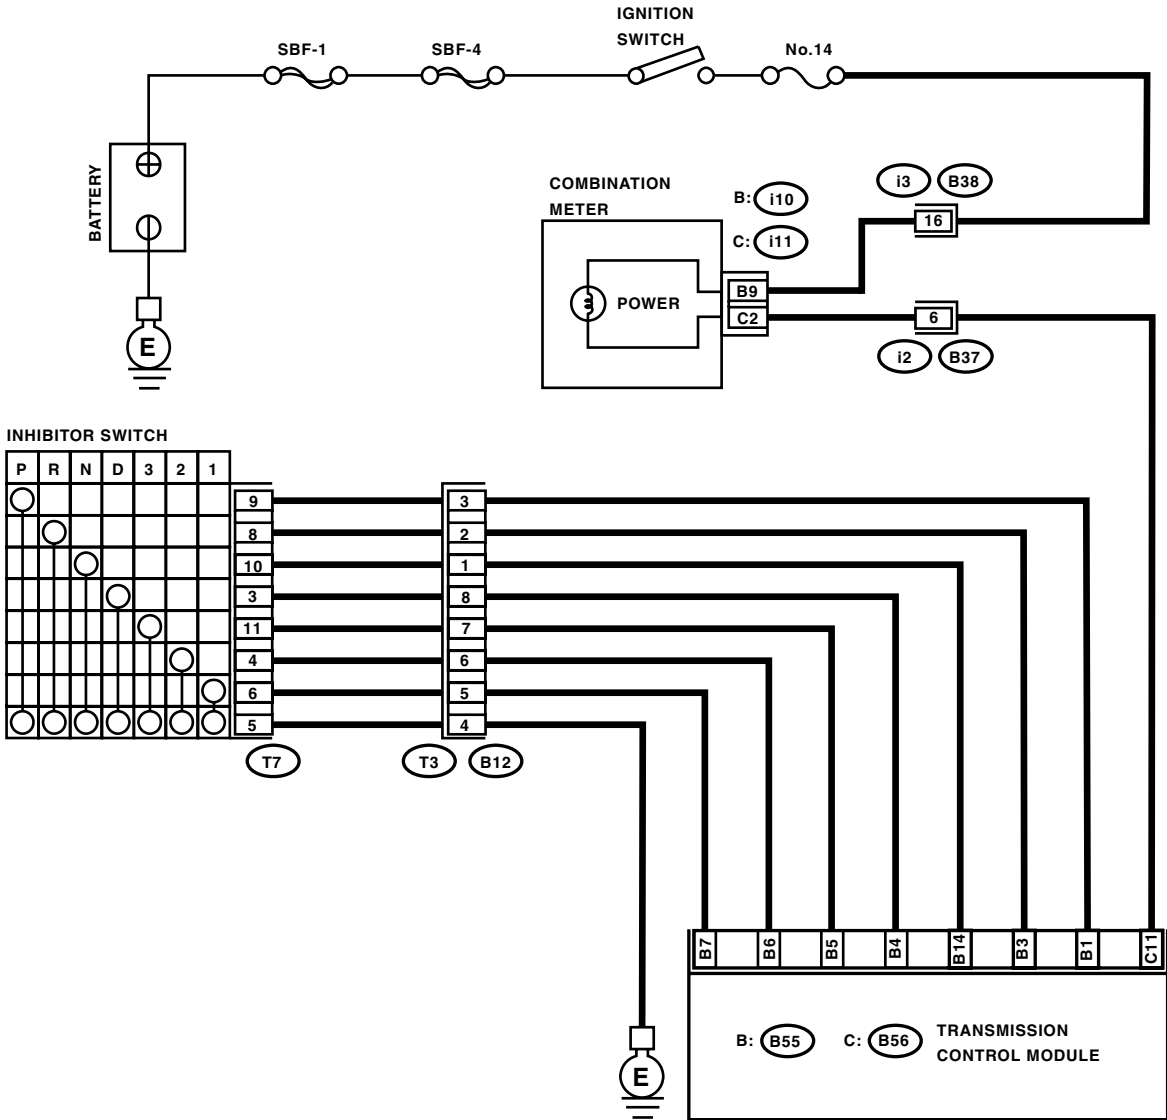 IGNITION
SWITCH
SBF-1
SBF-4
No.14
BATTERY
E
COMBINATION
METER
B: i10
C: i11
i3
B38
16
B9
C2
POWER
6
i2
B37
INHIBITOR SWITCH
P R N D 3 2 1
9 3
8 2
10 1
3 8
11 7
4 6
6 5
5 4
T7
T3
B12
B7 B6 B5 B4 B14 B3 B1 C11
B: B55 C: B56
TRANSMISSION
CONTROL MODULE
E